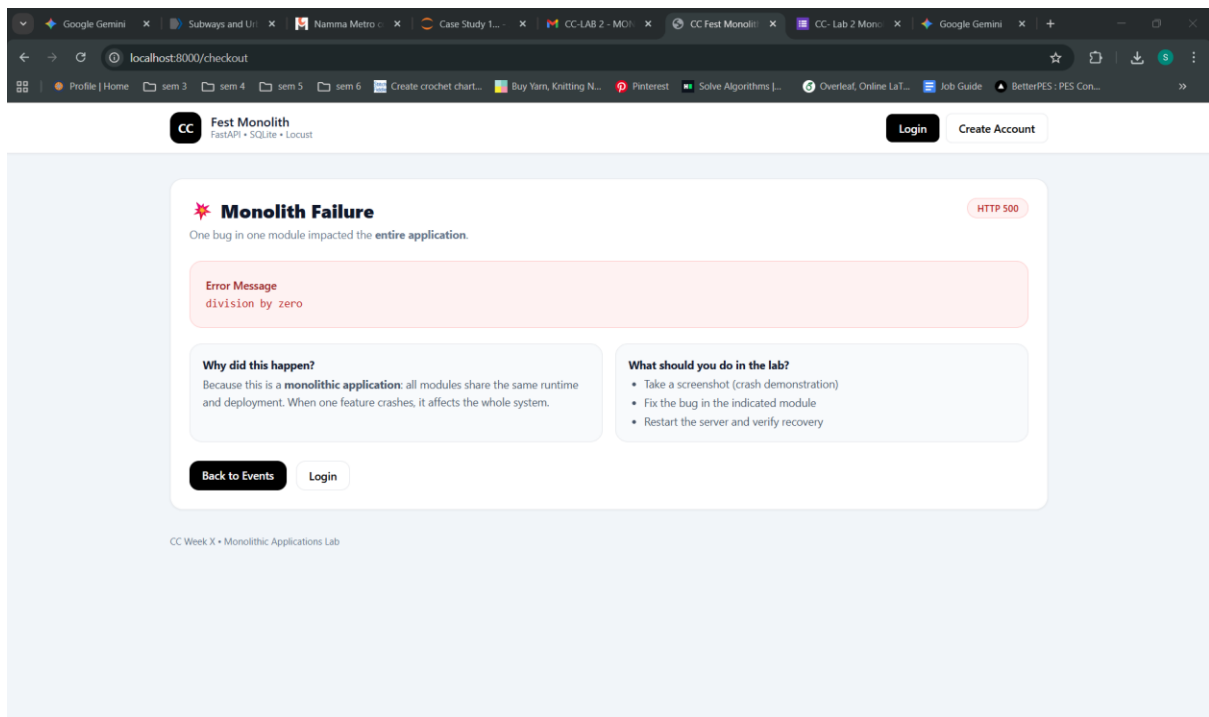 Google Gemini
Subways and Ur
Namma Metro o
Case Study 1... -
CC-LAB 2 - MON
CC Fest Monolit
CC- Lab 2 Mono
Google Gemini
localhost:8000/checkout
S
Profile | Home
sem 3
sem 4
sem 5
sem 6
Create crochet chart...
Buy Yarn, Knitting N...
Pinterest
Solve Algorithms |...
Overleaf, Online LaT...
Job Guide
BetterPES : PES Con...
CC
Fest Monolith
FastAPI • SQLite • Locust
Login
Create Account
Monolith Failure
HTTP 500
One bug in one module impacted the entire application.
Error Message
division by zero
Why did this happen?
Because this is a monolithic application: all modules share the same runtime
and deployment. When one feature crashes, it affects the whole system.
What should you do in the lab?
• Take a screenshot (crash demonstration)
• Fix the bug in the indicated module
• Restart the server and verify recovery
Back to Events
Login
CC Week X • Monolithic Applications Lab